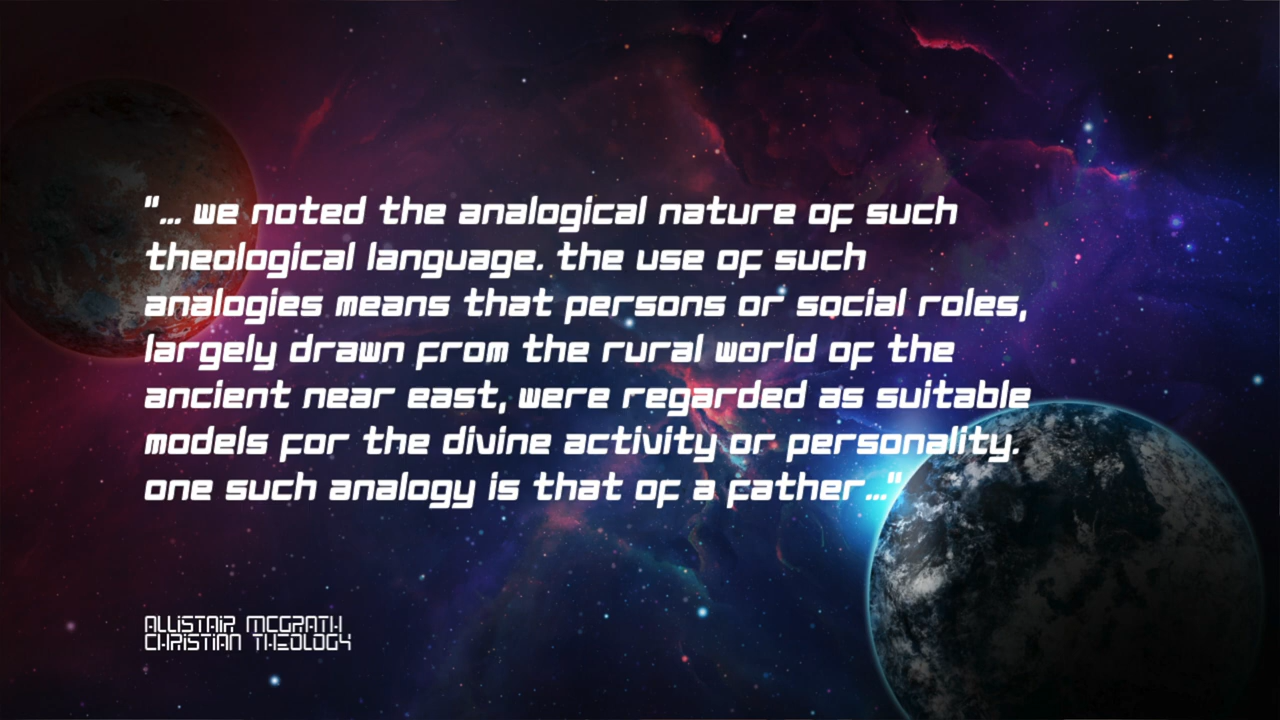 "... we noted the analogical nature of such
theological language. the use of such
analogies means that persons or social roles,
largely drawn from the rural world of the
ancient near east, were regarded as suitable
models for the divine activity or personality.
one such analogy is that of a father..."
ALLISTAIR MCGRATH
CHRISTIAN THEOLOGY